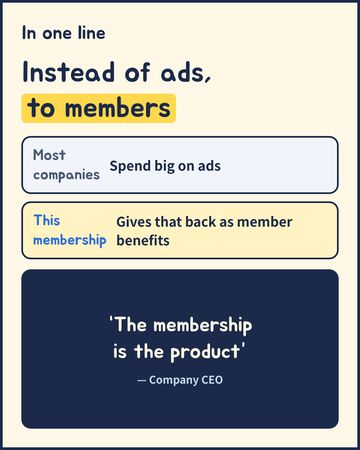 In one line
Instead of ads,
to members
Most
companies
Spend big on ads
This
membership
Gives that back as member
benefits
'The membership
is the product'
— Company CEO